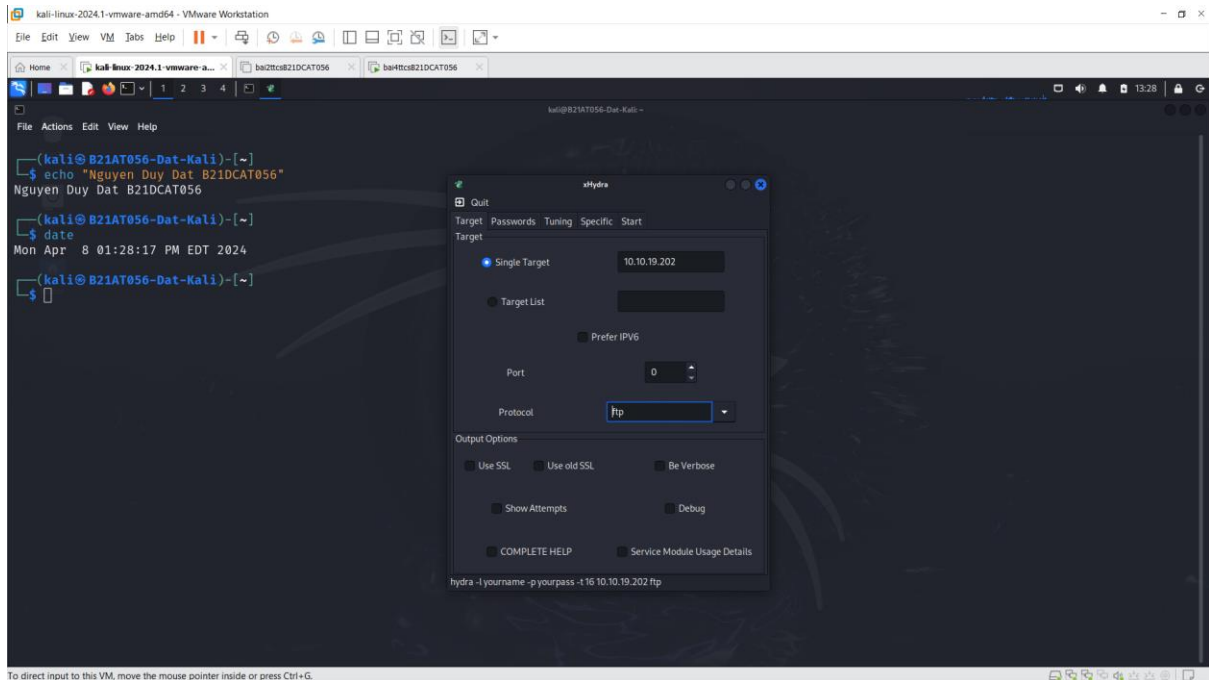 kali-linux-2024.1-vmware-amd64 - VMware Workstation
File Edit View VM Tabs Help
Home kali-linux-2024.1-vmware-a... bai2ttcsB21DCAT056 bai4ttcsB21DCAT056
1 2 3 4 13:28
kali@B21AT056-Dat-Kali: ~
File Actions Edit View Help
(kali㉿B21AT056-Dat-Kali)-[~]
$ echo "Nguyen Duy Dat B21DCAT056"
Nguyen Duy Dat B21DCAT056
(kali㉿B21AT056-Dat-Kali)-[~]
$ date
Mon Apr  8 01:28:17 PM EDT 2024
(kali㉿B21AT056-Dat-Kali)-[~]
$
xHydra
Quit
Target Passwords Tuning Specific Start
Target
Single Target 10.10.19.202
Target List
Prefer IPV6
Port 0
Protocol ftp
Output Options
Use SSL Use old SSL Be Verbose
Show Attempts Debug
COMPLETE HELP Service Module Usage Details
hydra -l yourname -p yourpass -t 16 10.10.19.202 ftp
To direct input to this VM, move the mouse pointer inside or press Ctrl+G.